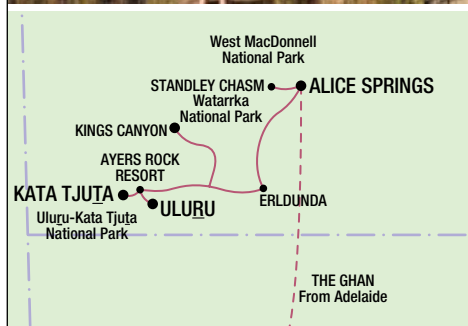 West MacDonnell
National Park
STANDLEY CHASM
ALICE SPRINGS
Watarrka
National Park
KINGS CANYON
AYERS ROCK
RESORT
KATA TJUṮA
ULUṞU
ERLDUNDA
Uluṟu-Kata Tjuṯa
National Park
THE GHAN
From Adelaide